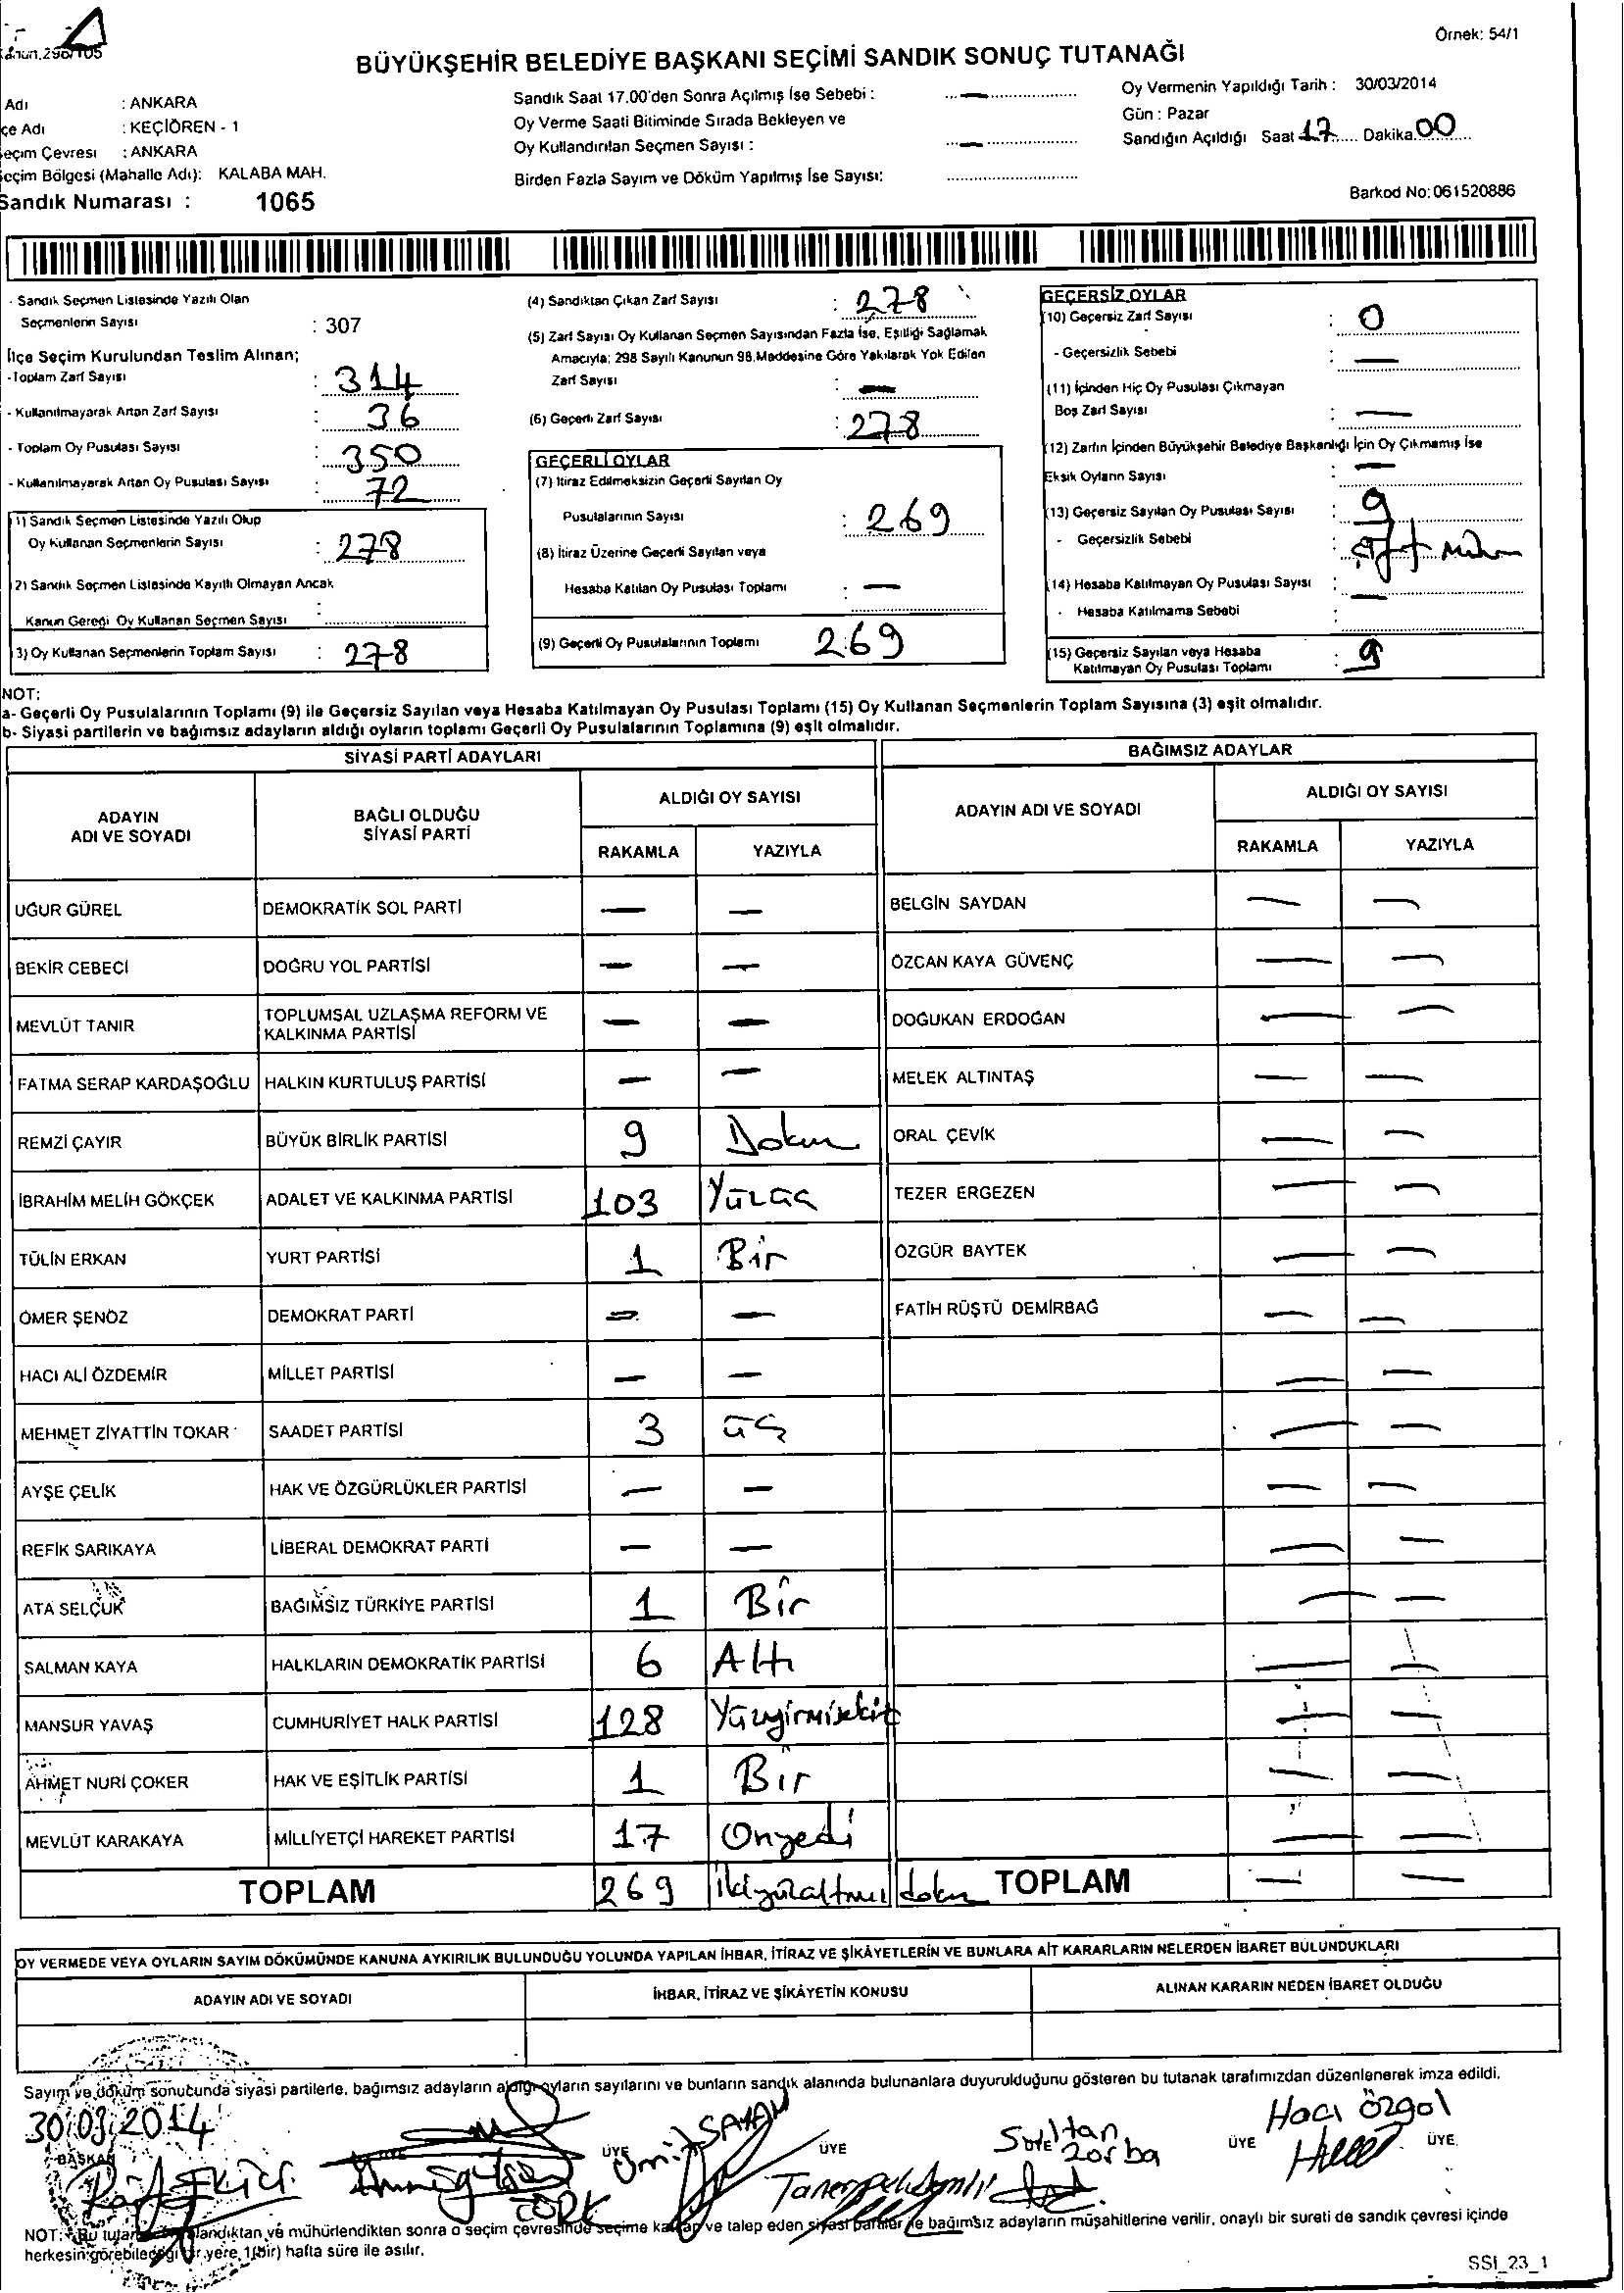 Örnek: 54/1
BÜYÜKŞEHİR BELEDİYE BAŞKANI SEÇİMİ SANDIK SONUÇ TUTANAĞI
Adı : ANKARA
çe Adı : KEÇİÖREN - 1
eçim Çevresi : ANKARA
eçim Bölgesi (Mahalle Adı): KALABA MAH.
Sandık Numarası : 1065
Sandık Saat 17.00'den Sonra Açılmış İse Sebebi : —
Oy Verme Saati Bitiminde Sırada Bekleyen ve
Oy Kullandırılan Seçmen Sayısı : —
Birden Fazla Sayım ve Döküm Yapılmış İse Sayısı:
Oy Vermenin Yapıldığı Tarih : 30/03/2014
Gün : Pazar
Sandığın Açıldığı Saat 17 Dakika 00
Barkod No: 061520886
- Sandık Seçmen Listesinde Yazılı Olan
Seçmenlerin Sayısı : 307
İlçe Seçim Kurulundan Teslim Alınan;
-Toplam Zarf Sayısı : 314
- Kullanılmayarak Artan Zarf Sayısı : 36
- Toplam Oy Pusulası Sayısı : 350
- Kullanılmayarak Artan Oy Pusulası Sayısı : 72
1) Sandık Seçmen Listesinde Yazılı Olup
Oy Kullanan Seçmenlerin Sayısı : 278
2) Sandık Seçmen Listesinde Kayıtlı Olmayan Ancak
Kanun Gereği Oy Kullanan Seçmen Sayısı :
3) Oy Kullanan Seçmenlerin Toplam Sayısı : 278
(4) Sandıktan Çıkan Zarf Sayısı : 278
(5) Zarf Sayısı Oy Kullanan Seçmen Sayısından Fazla İse, Eşitliği Sağlamak
Amacıyla; 298 Sayılı Kanunun 98.Maddesine Göre Yakılarak Yok Edilen
Zarf Sayısı : —
(6) Geçerli Zarf Sayısı : 278
GEÇERLİ OYLAR
(7) İtiraz Edilmeksizin Geçerli Sayılan Oy
Pusulalarının Sayısı : 269
(8) İtiraz Üzerine Geçerli Sayılan veya
Hesaba Katılan Oy Pusulası Toplamı : —
(9) Geçerli Oy Pusulalarının Toplamı 269
GEÇERSİZ OYLAR
(10) Geçersiz Zarf Sayısı : 0
- Geçersizlik Sebebi : —
(11) İçinden Hiç Oy Pusulası Çıkmayan
Boş Zarf Sayısı : —
(12) Zarfın İçinden Büyükşehir Belediye Başkanlığı İçin Oy Çıkmamış İse
Eksik Oyların Sayısı : —
(13) Geçersiz Sayılan Oy Pusulası Sayısı : 9
- Geçersizlik Sebebi :
(14) Hesaba Katılmayan Oy Pusulası Sayısı : —
- Hesaba Katılmama Sebebi :
(15) Geçersiz Sayılan veya Hesaba
Katılmayan Oy Pusulası Toplamı : 9
NOT:
a- Geçerli Oy Pusulalarının Toplamı (9) ile Geçersiz Sayılan veya Hesaba Katılmayan Oy Pusulası Toplamı (15) Oy Kullanan Seçmenlerin Toplam Sayısına (3) eşit olmalıdır.
b- Siyasi partilerin ve bağımsız adayların aldığı oyların toplamı Geçerli Oy Pusulalarının Toplamına (9) eşit olmalıdır.
SİYASİ PARTİ ADAYLARI BAĞIMSIZ ADAYLAR
ADAYIN ADI VE SOYADI BAĞLI OLDUĞU SİYASİ PARTİ ALDIĞI OY SAYISI ADAYIN ADI VE SOYADI ALDIĞI OY SAYISI
RAKAMLA YAZIYLA RAKAMLA YAZIYLA
UĞUR GÜREL DEMOKRATİK SOL PARTİ — — BELGİN SAYDAN — —
BEKİR CEBECİ DOĞRU YOL PARTİSİ — — ÖZCAN KAYA GÜVENÇ — —
MEVLÜT TANIR TOPLUMSAL UZLAŞMA REFORM VE KALKINMA PARTİSİ — — DOĞUKAN ERDOĞAN — —
FATMA SERAP KARDAŞOĞLU HALKIN KURTULUŞ PARTİSİ — — MELEK ALTINTAŞ — —
REMZİ ÇAYIR BÜYÜK BİRLİK PARTİSİ 9 Dokuz ORAL ÇEVİK — —
İBRAHİM MELİH GÖKÇEK ADALET VE KALKINMA PARTİSİ 103 Yüzüç TEZER ERGEZEN — —
TÜLİN ERKAN YURT PARTİSİ 1 Bir ÖZGÜR BAYTEK — —
ÖMER ŞENÖZ DEMOKRAT PARTİ — — FATİH RÜŞTÜ DEMİRBAĞ — —
HACI ALİ ÖZDEMİR MİLLET PARTİSİ — — — —
MEHMET ZİYATTİN TOKAR SAADET PARTİSİ 3 üç — —
AYŞE ÇELİK HAK VE ÖZGÜRLÜKLER PARTİSİ — — — —
REFİK SARIKAYA LİBERAL DEMOKRAT PARTİ — — — —
ATA SELÇUK BAĞIMSIZ TÜRKİYE PARTİSİ 1 Bir — —
SALMAN KAYA HALKLARIN DEMOKRATİK PARTİSİ 6 Altı — —
MANSUR YAVAŞ CUMHURİYET HALK PARTİSİ 128 Yüzyirmisekiz — —
AHMET NURİ ÇOKER HAK VE EŞİTLİK PARTİSİ 1 Bir — —
MEVLÜT KARAKAYA MİLLİYETÇİ HAREKET PARTİSİ 17 Onyedi — —
TOPLAM 269 ikiyüzaltmış dokuz TOPLAM — —
OY VERMEDE VEYA OYLARIN SAYIM DÖKÜMÜNDE KANUNA AYKIRILIK BULUNDUĞU YOLUNDA YAPILAN İHBAR, İTİRAZ VE ŞİKÂYETLERİN VE BUNLARA AİT KARARLARIN NELERDEN İBARET BULUNDUKLARI
ADAYIN ADI VE SOYADI İHBAR, İTİRAZ VE ŞİKÂYETİN KONUSU ALINAN KARARIN NEDEN İBARET OLDUĞU
Sayım ve döküm sonucunda siyasi partilerle, bağımsız adayların aldığı oyların sayılarını ve bunların sandık alanında bulunanlara duyurulduğunu gösteren bu tutanak tarafımızdan düzenlenerek imza edildi.
30.03.2014
BAŞKAN ÜYE Ümit SAYAN ÜYE Sultan Zorba ÜYE Hacı Özgöl ÜYE
NOT: Bu tutanak landıktan ve mühürlendikten sonra o seçim çevresinde seçime katılıp ve talep eden siyasi partiler ile bağımsız adayların müşahitlerine verilir, onaylı bir sureti de sandık çevresi içinde
herkesin görebileceği bir yere 1(bir) hafta süre ile asılır.
SSI_23_1